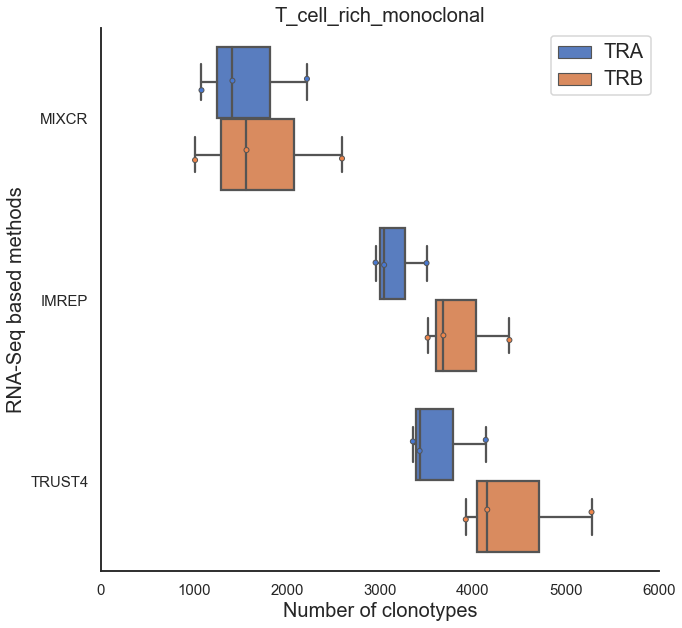 T_cell_rich_monoclonal
TRA
TRB
RNA-Seq based methods
MIXCR
IMREP
TRUST4
0 1000 2000 3000 4000 5000 6000
Number of clonotypes